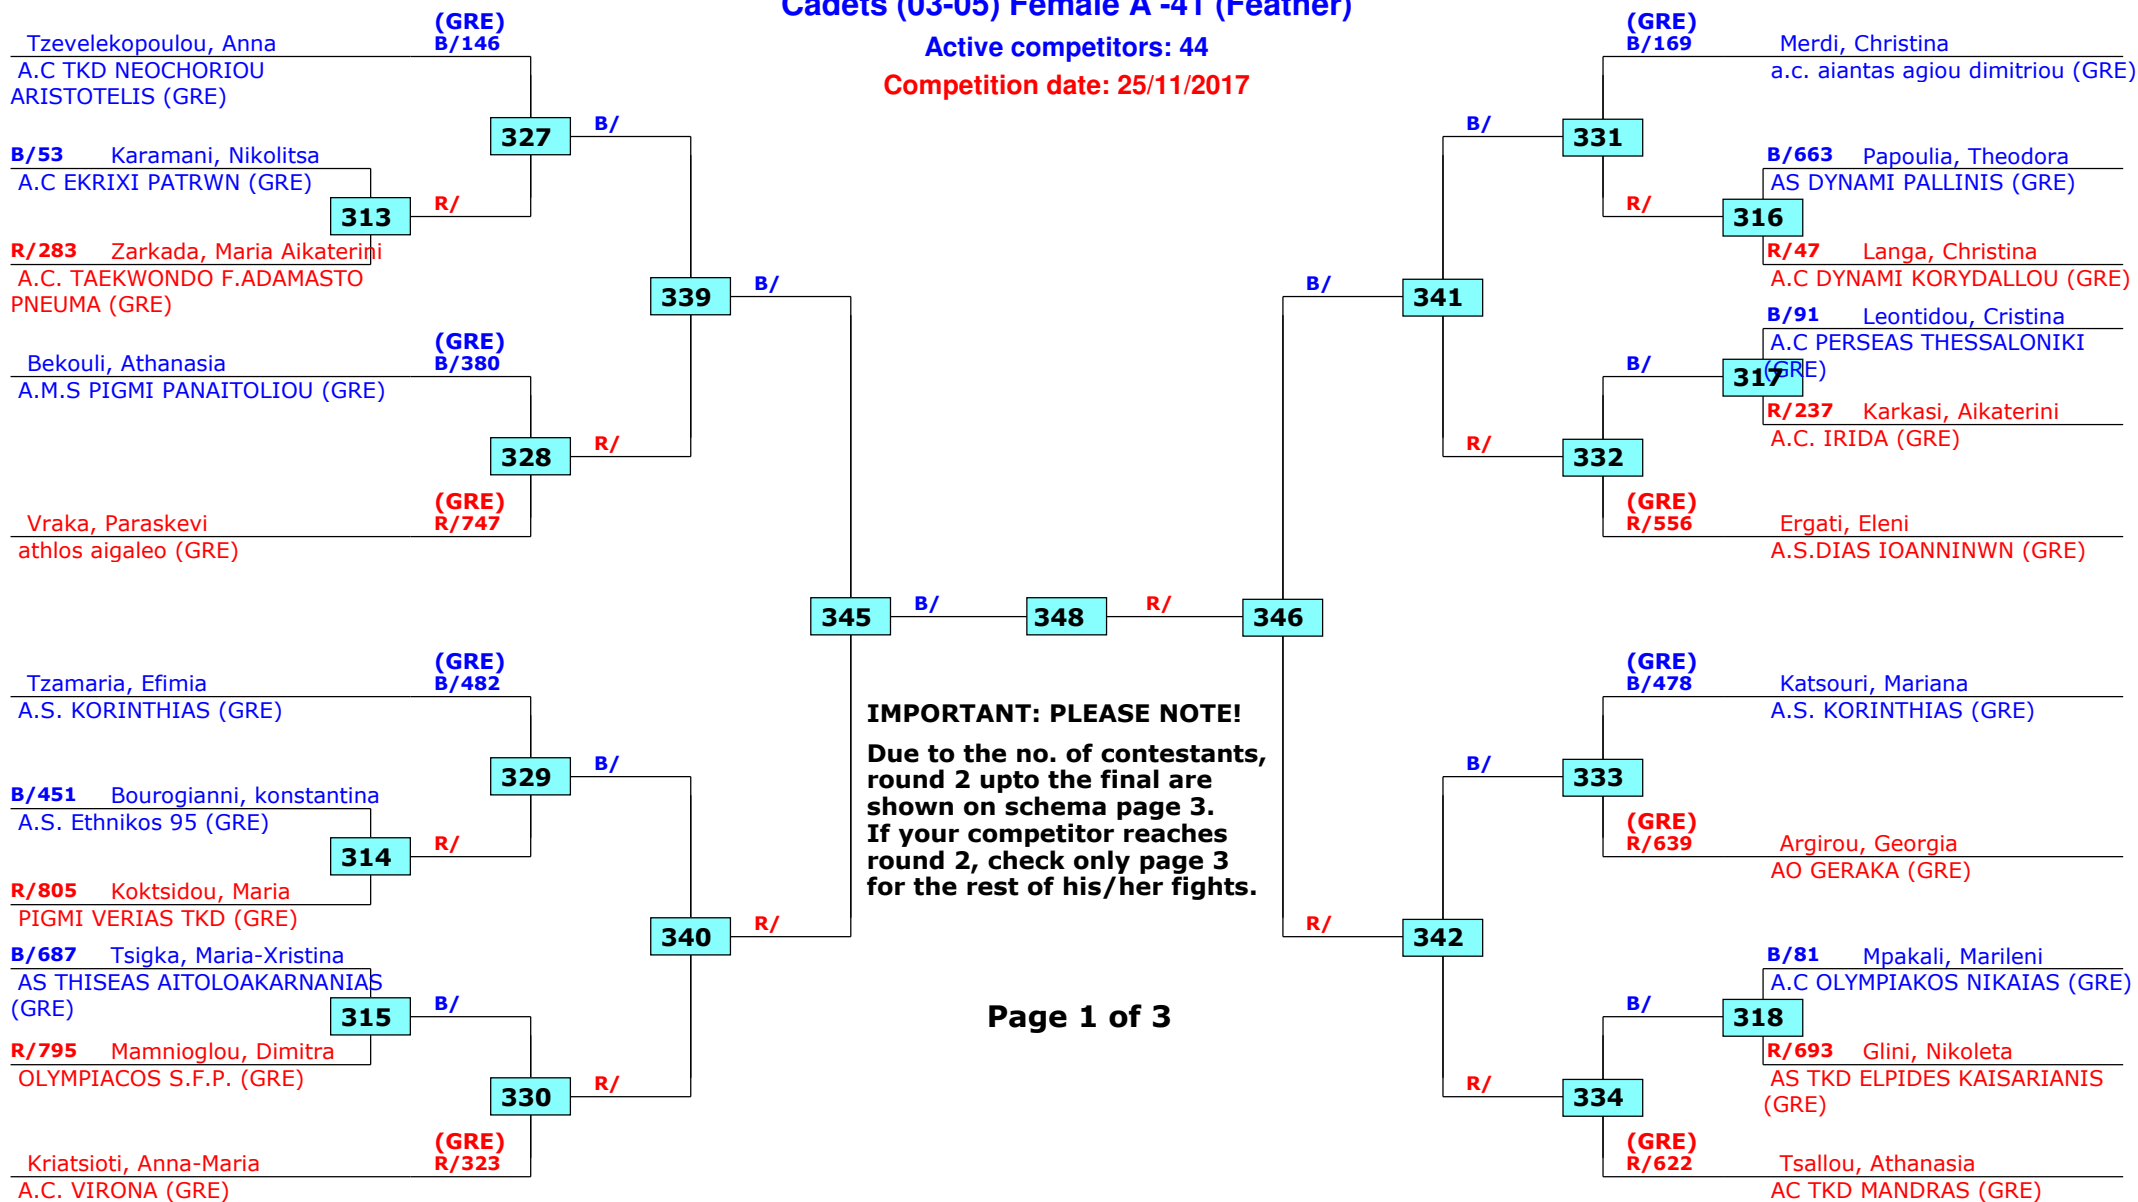 Cadets (03-05) Female A -41 (Feather)
Active competitors: 44
Competition date: 25/11/2017
(GRE)
Tzevelekopoulou, Anna B/146
A.C TKD NEOCHORIOU
ARISTOTELIS (GRE)
327
B/
B/53 Karamani, Nikolitsa
A.C EKRIXI PATRWN (GRE)
313
R/
R/283 Zarkada, Maria Aikaterini
A.C. TAEKWONDO F.ADAMASTO
PNEUMA (GRE)
339
B/
(GRE)
Bekouli, Athanasia B/380
A.M.S PIGMI PANAITOLIOU (GRE)
328
R/
(GRE)
Vraka, Paraskevi R/747
athlos aigaleo (GRE)
345
B/
348
R/
346
(GRE)
Tzamaria, Efimia B/482
A.S. KORINTHIAS (GRE)
329
B/
B/451 Bourogianni, konstantina
A.S. Ethnikos 95 (GRE)
314
R/
R/805 Koktsidou, Maria
PIGMI VERIAS TKD (GRE)
340
R/
B/687 Tsigka, Maria-Xristina
AS THISEAS AITOLOAKARNANIAS
(GRE)
315
B/
R/795 Mamnioglou, Dimitra
OLYMPIACOS S.F.P. (GRE)
330
R/
(GRE)
Kriatsioti, Anna-Maria R/323
A.C. VIRONA (GRE)
IMPORTANT: PLEASE NOTE!
Due to the no. of contestants,
round 2 upto the final are
shown on schema page 3.
If your competitor reaches
round 2, check only page 3
for the rest of his/her fights.
Page 1 of 3
(GRE)
B/169 Merdi, Christina
a.c. aiantas agiou dimitriou (GRE)
B/
331
B/663 Papoulia, Theodora
AS DYNAMI PALLINIS (GRE)
R/
316
R/47 Langa, Christina
A.C DYNAMI KORYDALLOU (GRE)
B/
341
B/91 Leontidou, Cristina
A.C PERSEAS THESSALONIKI
(GRE)
B/
317
R/237 Karkasi, Aikaterini
A.C. IRIDA (GRE)
R/
332
(GRE)
R/556 Ergati, Eleni
A.S.DIAS IOANNINWN (GRE)
(GRE)
B/478 Katsouri, Mariana
A.S. KORINTHIAS (GRE)
B/
333
(GRE)
R/639 Argirou, Georgia
AO GERAKA (GRE)
R/
342
B/81 Mpakali, Marileni
A.C OLYMPIAKOS NIKAIAS (GRE)
B/
318
R/693 Glini, Nikoleta
AS TKD ELPIDES KAISARIANIS
(GRE)
R/
334
(GRE)
R/622 Tsallou, Athanasia
AC TKD MANDRAS (GRE)